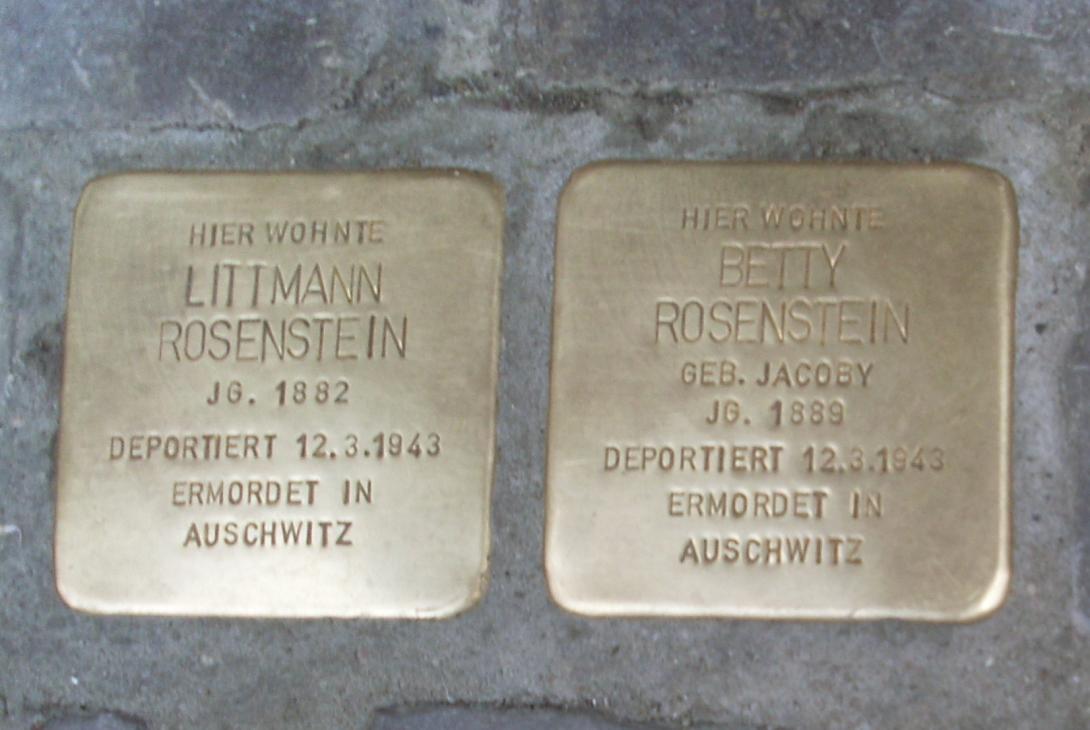 HIER WOHNTE
LITTMANN
ROSENSTEIN
JG. 1882
DEPORTIERT 12.3.1943
ERMORDET IN
AUSCHWITZ
HIER WOHNTE
BETTY
ROSENSTEIN
GEB. JACOBY
JG. 1889
DEPORTIERT 12.3.1943
ERMORDET IN
AUSCHWITZ